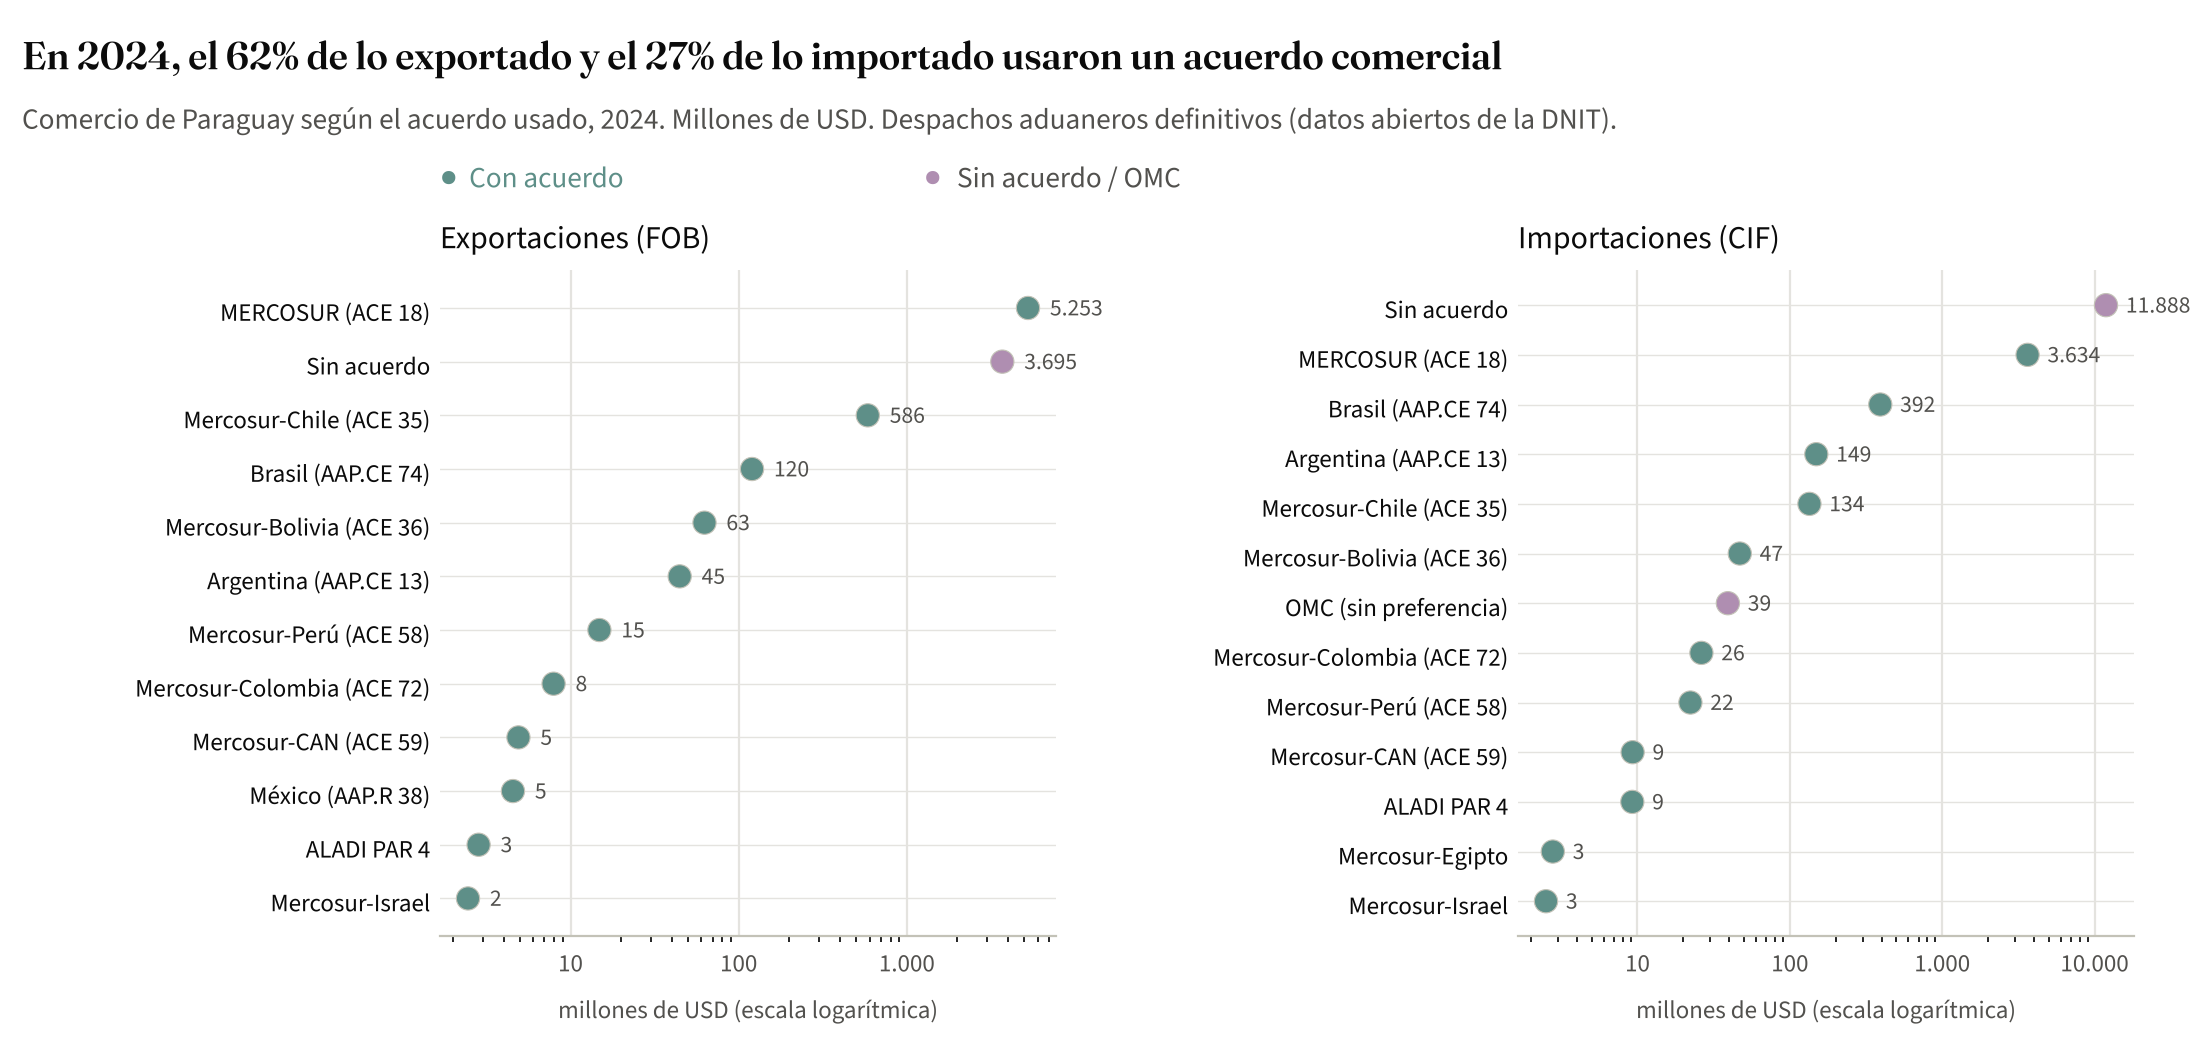 En 2024, el 62% de lo exportado y el 27% de lo importado usaron un acuerdo comercial
Comercio de Paraguay según el acuerdo usado, 2024. Millones de USD. Despachos aduaneros definitivos (datos abiertos de la DNIT).
Con acuerdo
Sin acuerdo / OMC
Exportaciones (FOB)
MERCOSUR (ACE 18) 5.253
Sin acuerdo 3.695
Mercosur-Chile (ACE 35) 586
Brasil (AAP.CE 74) 120
Mercosur-Bolivia (ACE 36) 63
Argentina (AAP.CE 13) 45
Mercosur-Perú (ACE 58) 15
Mercosur-Colombia (ACE 72) 8
Mercosur-CAN (ACE 59) 5
México (AAP.R 38) 5
ALADI PAR 4 3
Mercosur-Israel 2
10 100 1.000
millones de USD (escala logarítmica)
Importaciones (CIF)
Sin acuerdo 11.888
MERCOSUR (ACE 18) 3.634
Brasil (AAP.CE 74) 392
Argentina (AAP.CE 13) 149
Mercosur-Chile (ACE 35) 134
Mercosur-Bolivia (ACE 36) 47
OMC (sin preferencia) 39
Mercosur-Colombia (ACE 72) 26
Mercosur-Perú (ACE 58) 22
Mercosur-CAN (ACE 59) 9
ALADI PAR 4 9
Mercosur-Egipto 3
Mercosur-Israel 3
10 100 1.000 10.000
millones de USD (escala logarítmica)